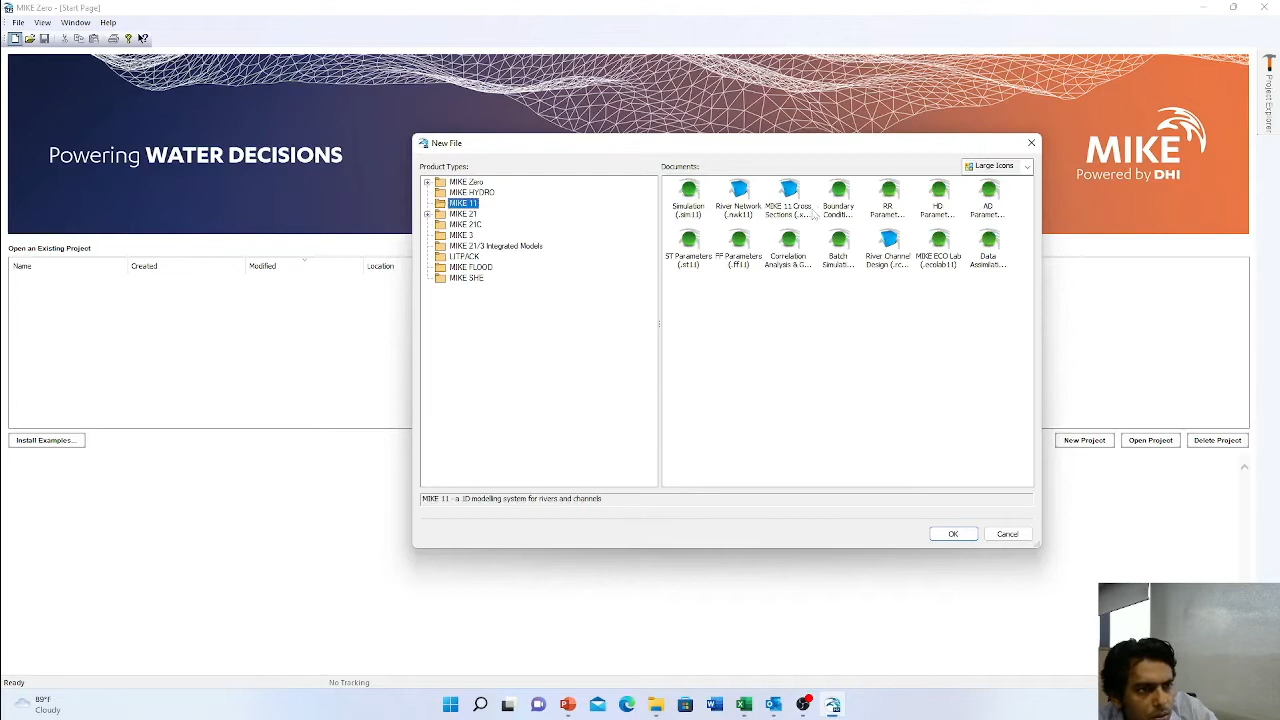 MIKE Zero - [Start Page]
File View Window Help
Powering WATER DECISIONS
MIKE
Powered by DHI
Project Explorer
New File
Product Types:
Documents:
Large Icons
MIKE Zero
MIKE HYDRO
MIKE 11
MIKE 21
MIKE 21C
MIKE 3
MIKE 21/3 Integrated Models
LITPACK
MIKE FLOOD
MIKE SHE
Simulation
(.sim11)
River Network
(.nwk11)
MIKE 11 Cross
Sections (.x...
Boundary
Conditi...
RR
Paramet...
HD
Paramet...
AD
Paramet...
ST Parameters
(.st11)
FF Parameters
(.ff11)
Correlation
Analysis & G...
Batch
Simulati...
River Channel
Design (.rc...
MIKE ECO Lab
(.ecolab11)
Data
Assimilati...
MIKE 11 - a 1D modelling system for rivers and channels
OK
Cancel
Open an Existing Project
Name Created Modified Location
Install Examples...
New Project Open Project Delete Project
Ready
No Tracking
89°F
Cloudy